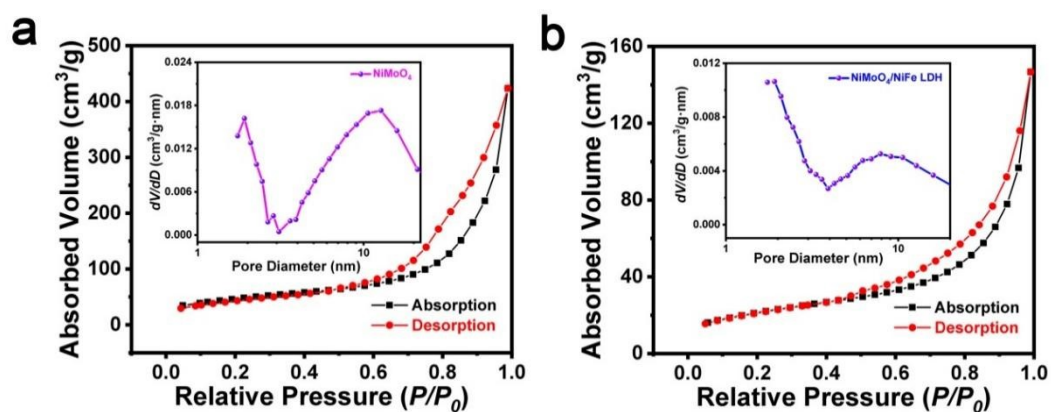 a
500
400
300
200
100
0
Absorbed Volume (cm³/g)
0.0 0.2 0.4 0.6 0.8 1.0
Relative Pressure (P/P₀)
Absorption
Desorption
0.024
0.018
0.012
0.006
0.000
dV/dD (cm³/g·nm)
NiMoO₄
1 10
Pore Diameter (nm)
b
160
120
80
40
0
Absorbed Volume (cm³/g)
0.0 0.2 0.4 0.6 0.8 1.0
Relative Pressure (P/P₀)
Absorption
Desorption
0.012
0.008
0.004
0.000
dV/dD (cm³/g·nm)
NiMoO₄/NiFe LDH
1 10
Pore Diameter (nm)